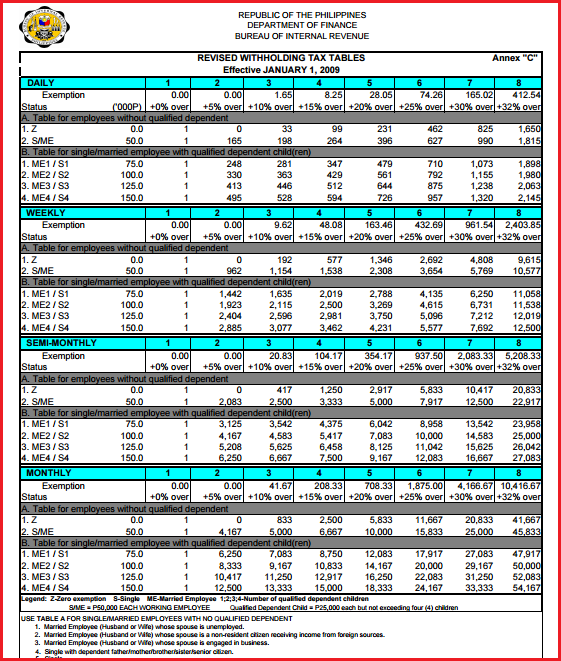 REPUBLIC OF THE PHILIPPINES
DEPARTMENT OF FINANCE
BUREAU OF INTERNAL REVENUE
REVISED WITHHOLDING TAX TABLES Annex "C"
Effective JANUARY 1, 2009
DAILY 1 2 3 4 5 6 7 8
Exemption 0.00 0.00 1.65 8.25 28.05 74.26 165.02 412.54
Status ('000P) +0% over +5% over +10% over +15% over +20% over +25% over +30% over +32% over
A. Table for employees without qualified dependent
1. Z 0.0 1 0 33 99 231 462 825 1,650
2. S/ME 50.0 1 165 198 264 396 627 990 1,815
B. Table for single/married employee with qualified dependent child(ren)
1. ME1 / S1 75.0 1 248 281 347 479 710 1,073 1,898
2. ME2 / S2 100.0 1 330 363 429 561 792 1,155 1,980
3. ME3 / S3 125.0 1 413 446 512 644 875 1,238 2,063
4. ME4 / S4 150.0 1 495 528 594 726 957 1,320 2,145
WEEKLY 1 2 3 4 5 6 7 8
Exemption 0.00 0.00 9.62 48.08 163.46 432.69 961.54 2,403.85
Status +0% over +5% over +10% over +15% over +20% over +25% over +30% over +32% over
A. Table for employees without qualified dependent
1. Z 0.0 1 0 192 577 1,346 2,692 4,808 9,615
2. S/ME 50.0 1 962 1,154 1,538 2,308 3,654 5,769 10,577
B. Table for single/married employee with qualified dependent child(ren)
1. ME1 / S1 75.0 1 1,442 1,635 2,019 2,788 4,135 6,250 11,058
2. ME2 / S2 100.0 1 1,923 2,115 2,500 3,269 4,615 6,731 11,538
3. ME3 / S3 125.0 1 2,404 2,596 2,981 3,750 5,096 7,212 12,019
4. ME4 / S4 150.0 1 2,885 3,077 3,462 4,231 5,577 7,692 12,500
SEMI-MONTHLY 1 2 3 4 5 6 7 8
Exemption 0.00 0.00 20.83 104.17 354.17 937.50 2,083.33 5,208.33
Status +0% over +5% over +10% over +15% over +20% over +25% over +30% over +32% over
A. Table for employees without qualified dependent
1. Z 0.0 1 0 417 1,250 2,917 5,833 10,417 20,833
2. S/ME 50.0 1 2,083 2,500 3,333 5,000 7,917 12,500 22,917
B. Table for single/married employee with qualified dependent child(ren)
1. ME1 / S1 75.0 1 3,125 3,542 4,375 6,042 8,958 13,542 23,958
2. ME2 / S2 100.0 1 4,167 4,583 5,417 7,083 10,000 14,583 25,000
3. ME3 / S3 125.0 1 5,208 5,625 6,458 8,125 11,042 15,625 26,042
4. ME4 / S4 150.0 1 6,250 6,667 7,500 9,167 12,083 16,667 27,083
MONTHLY 1 2 3 4 5 6 7 8
Exemption 0.00 0.00 41.67 208.33 708.33 1,875.00 4,166.67 10,416.67
Status +0% over +5% over +10% over +15% over +20% over +25% over +30% over +32% over
A. Table for employees without qualified dependent
1. Z 0.0 1 0 833 2,500 5,833 11,667 20,833 41,667
2. S/ME 50.0 1 4,167 5,000 6,667 10,000 15,833 25,000 45,833
B. Table for single/married employee with qualified dependent child(ren)
1. ME1 / S1 75.0 1 6,250 7,083 8,750 12,083 17,917 27,083 47,917
2. ME2 / S2 100.0 1 8,333 9,167 10,833 14,167 20,000 29,167 50,000
3. ME3 / S3 125.0 1 10,417 11,250 12,917 16,250 22,083 31,250 52,083
4. ME4 / S4 150.0 1 12,500 13,333 15,000 18,333 24,167 33,333 54,167
Legend: Z-Zero exemption S-Single ME-Married Employee 1;2;3;4-Number of qualified dependent children
S/ME = P50,000 EACH WORKING EMPLOYEE Qualified Dependent Child = P25,000 each but not exceeding four (4) children
USE TABLE A FOR SINGLE/MARRIED EMPLOYEES WITH NO QUALIFIED DEPENDENT
1. Married Employee (Husband or Wife) whose spouse is unemployed.
2. Married Employee (Husband or Wife) whose spouse is a non-resident citizen receiving income from foreign sources.
3. Married Employee (Husband or Wife) whose spouse is engaged in business.
4. Single with dependent father/mother/brother/sister/senior citizen.